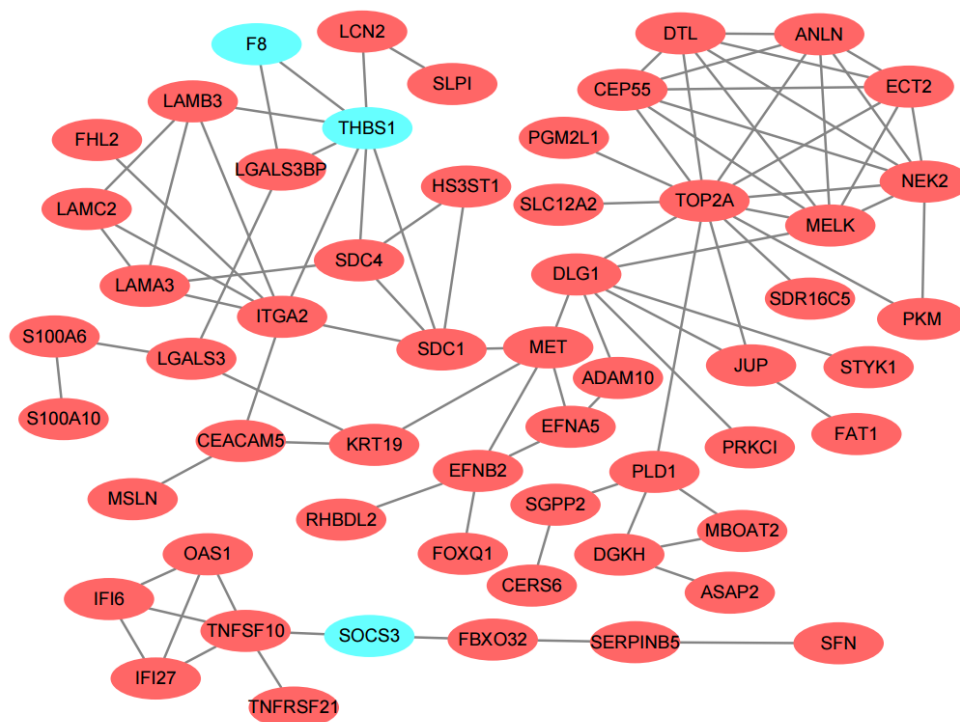 F8
LCN2
DTL
ANLN
SLPI
LAMB3
CEP55
ECT2
FHL2
THBS1
PGM2L1
LGALS3BP
HS3ST1
NEK2
LAMC2
SLC12A2
TOP2A
MELK
SDC4
LAMA3
DLG1
SDR16C5
ITGA2
PKM
S100A6
LGALS3
SDC1
MET
JUP
STYK1
ADAM10
S100A10
EFNA5
CEACAM5
KRT19
PRKCI
FAT1
MSLN
EFNB2
PLD1
RHBDL2
SGPP2
MBOAT2
OAS1
FOXQ1
DGKH
CERS6
ASAP2
IFI6
TNFSF10
SOCS3
FBXO32
SERPINB5
SFN
IFI27
TNFRSF21